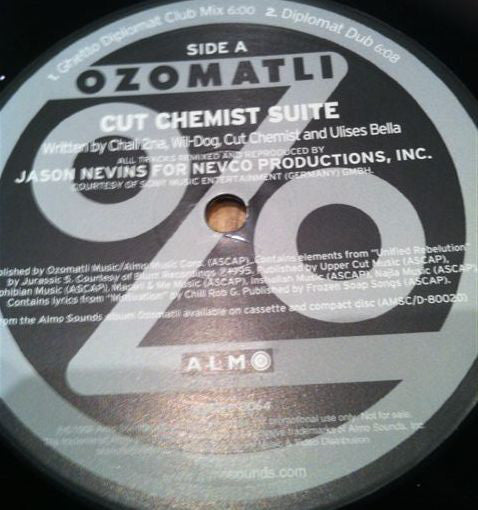 1. Ghetto Diplomat Club Mix 6:00 2. Diplomat Dub 6:08
SIDE A
OZOMATLI
CUT CHEMIST SUITE
Written by Chali 2na, Wil-Dog, Cut Chemist and Ulises Bella
ALL TRACKS REMIXED AND REPRODUCED BY
JASON NEVINS FOR NEVCO PRODUCTIONS, INC.
COURTESY OF SONY MUSIC ENTERTAINMENT (GERMANY) GMBH.
Published by Ozomatli Music/Almo Music Corp. (ASCAP). Contains elements from "Unified Rebelution"
by Jurassic 5. Courtesy of Blunt Recordings ℗1995. Published by Upper Cut Music (ASCAP),
Music (ASCAP), & Me Music (ASCAP), Music (ASCAP), Najla Music (ASCAP),
Contains lyrics from "Motivation" by Chill Rob G. Published by Frozen Soap Songs (ASCAP).
From the Almo Sounds album Ozomatli available on cassette and compact disc (AMSC/D-80020)
ALMO
promotional use only. Not for sale.
trademarks of Almo Sounds, Inc.
& Video Distribution
almosounds.com